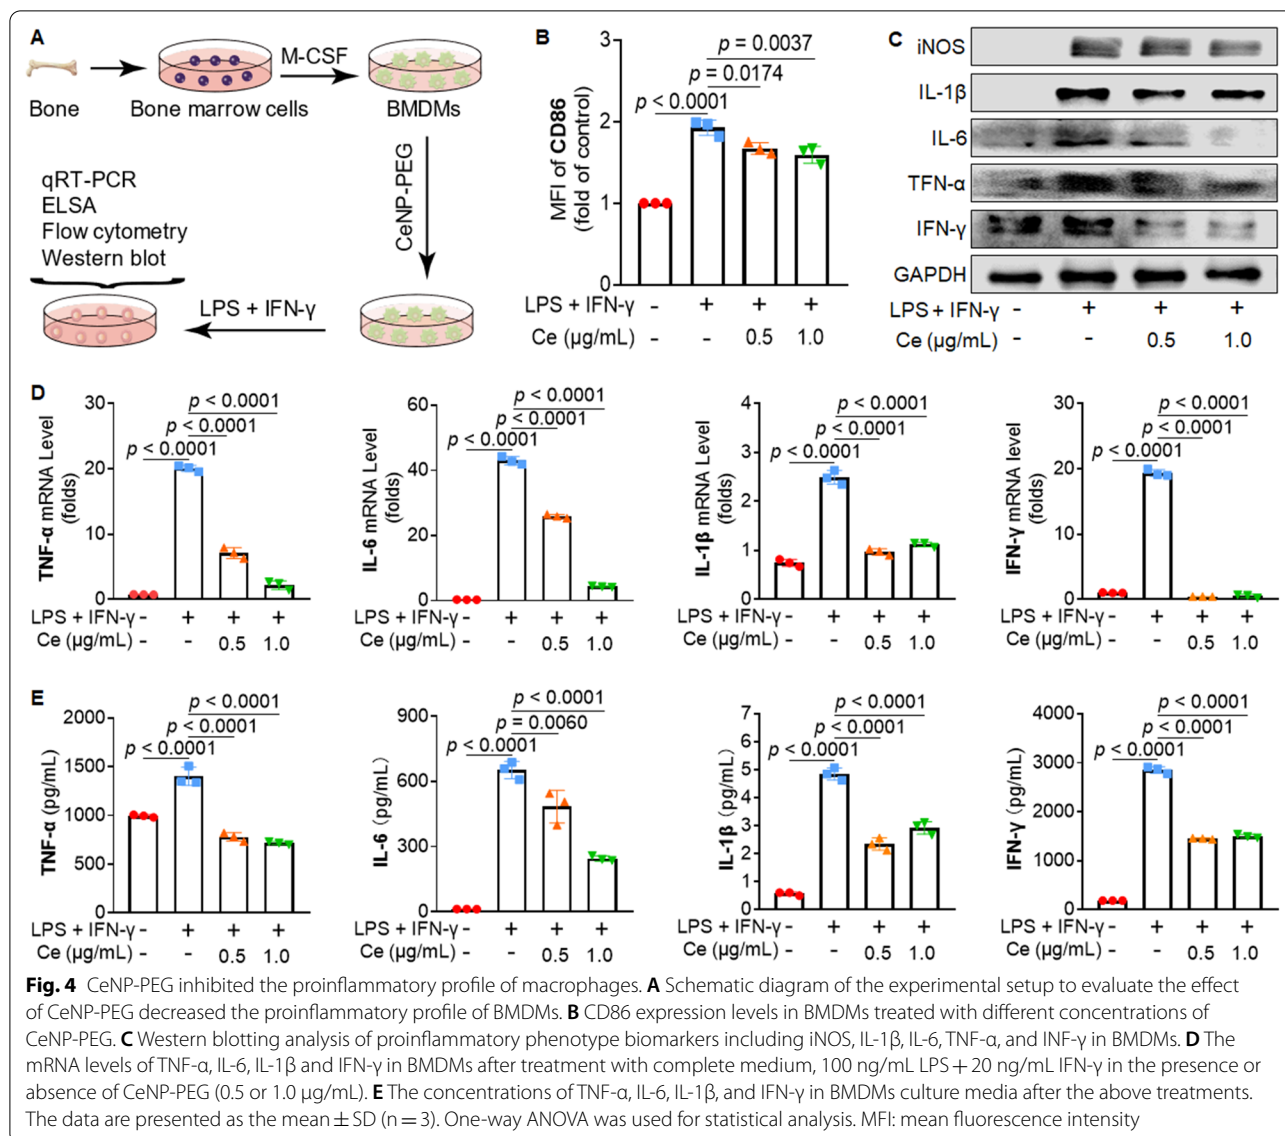 A
Bone
Bone marrow cells
M-CSF
BMDMs
CeNP-PEG
LPS + IFN-γ
qRT-PCR
ELSA
Flow cytometry
Western blot
B
MFI of CD86
(fold of control)
3
2
1
0
p < 0.0001
p = 0.0174
p = 0.0037
LPS + IFN-γ - + + +
Ce (µg/mL) - - 0.5 1.0
C
iNOS
IL-1β
IL-6
TFN-α
IFN-γ
GAPDH
LPS + IFN-γ - + + +
Ce (µg/mL) - - 0.5 1.0
D
TNF-α mRNA Level
(folds)
30
20
10
0
p < 0.0001
p < 0.0001
p < 0.0001
LPS + IFN-γ - + + +
Ce (µg/mL) - - 0.5 1.0
IL-6 mRNA Level
(folds)
60
40
20
0
p < 0.0001
p < 0.0001
p < 0.0001
LPS + IFN-γ - + + +
Ce (µg/mL) - - 0.5 1.0
IL-1β mRNA Level
(folds)
4
3
2
1
0
p < 0.0001
p < 0.0001
p < 0.0001
LPS + IFN-γ - + + +
Ce (µg/mL) - - 0.5 1.0
IFN-γ mRNA level
(folds)
30
20
10
0
p < 0.0001
p < 0.0001
p < 0.0001
LPS + IFN-γ - + + +
Ce (µg/mL) - - 0.5 1.0
E
TNF-α (pg/mL)
2000
1500
1000
500
0
p < 0.0001
p < 0.0001
p < 0.0001
LPS + IFN-γ - + + +
Ce (µg/mL) - - 0.5 1.0
IL-6 (pg/mL)
900
600
300
0
p < 0.0001
p = 0.0060
p < 0.0001
LPS + IFN-γ - + + +
Ce (µg/mL) - - 0.5 1.0
IL-1β (pg/mL)
7
6
5
4
3
2
1
0
p < 0.0001
p < 0.0001
p < 0.0001
LPS + IFN-γ - + + +
Ce (µg/mL) - - 0.5 1.0
IFN-γ (pg/mL)
4000
3000
2000
1000
0
p < 0.0001
p < 0.0001
p < 0.0001
LPS + IFN-γ - + + +
Ce (µg/mL) - - 0.5 1.0
Fig. 4 CeNP-PEG inhibited the proinflammatory profile of macrophages. A Schematic diagram of the experimental setup to evaluate the effect
of CeNP-PEG decreased the proinflammatory profile of BMDMs. B CD86 expression levels in BMDMs treated with different concentrations of
CeNP-PEG. C Western blotting analysis of proinflammatory phenotype biomarkers including iNOS, IL-1β, IL-6, TNF-α, and INF-γ in BMDMs. D The
mRNA levels of TNF-α, IL-6, IL-1β and IFN-γ in BMDMs after treatment with complete medium, 100 ng/mL LPS + 20 ng/mL IFN-γ in the presence or
absence of CeNP-PEG (0.5 or 1.0 µg/mL). E The concentrations of TNF-α, IL-6, IL-1β, and IFN-γ in BMDMs culture media after the above treatments.
The data are presented as the mean ± SD (n = 3). One-way ANOVA was used for statistical analysis. MFI: mean fluorescence intensity